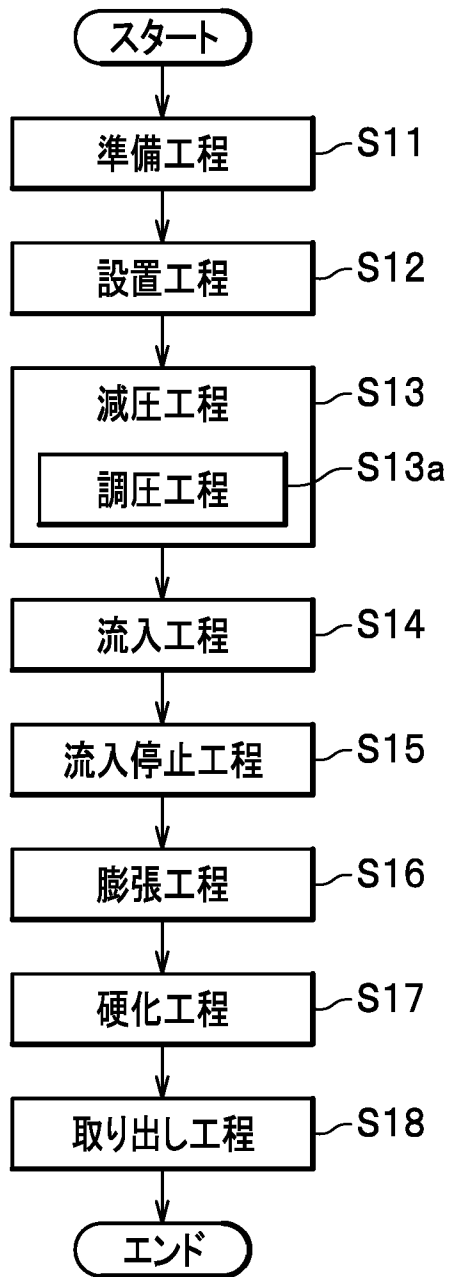 スタート
準備工程 S11
設置工程 S12
減圧工程 S13
調圧工程 S13a
流入工程 S14
流入停止工程 S15
膨張工程 S16
硬化工程 S17
取り出し工程 S18
エンド